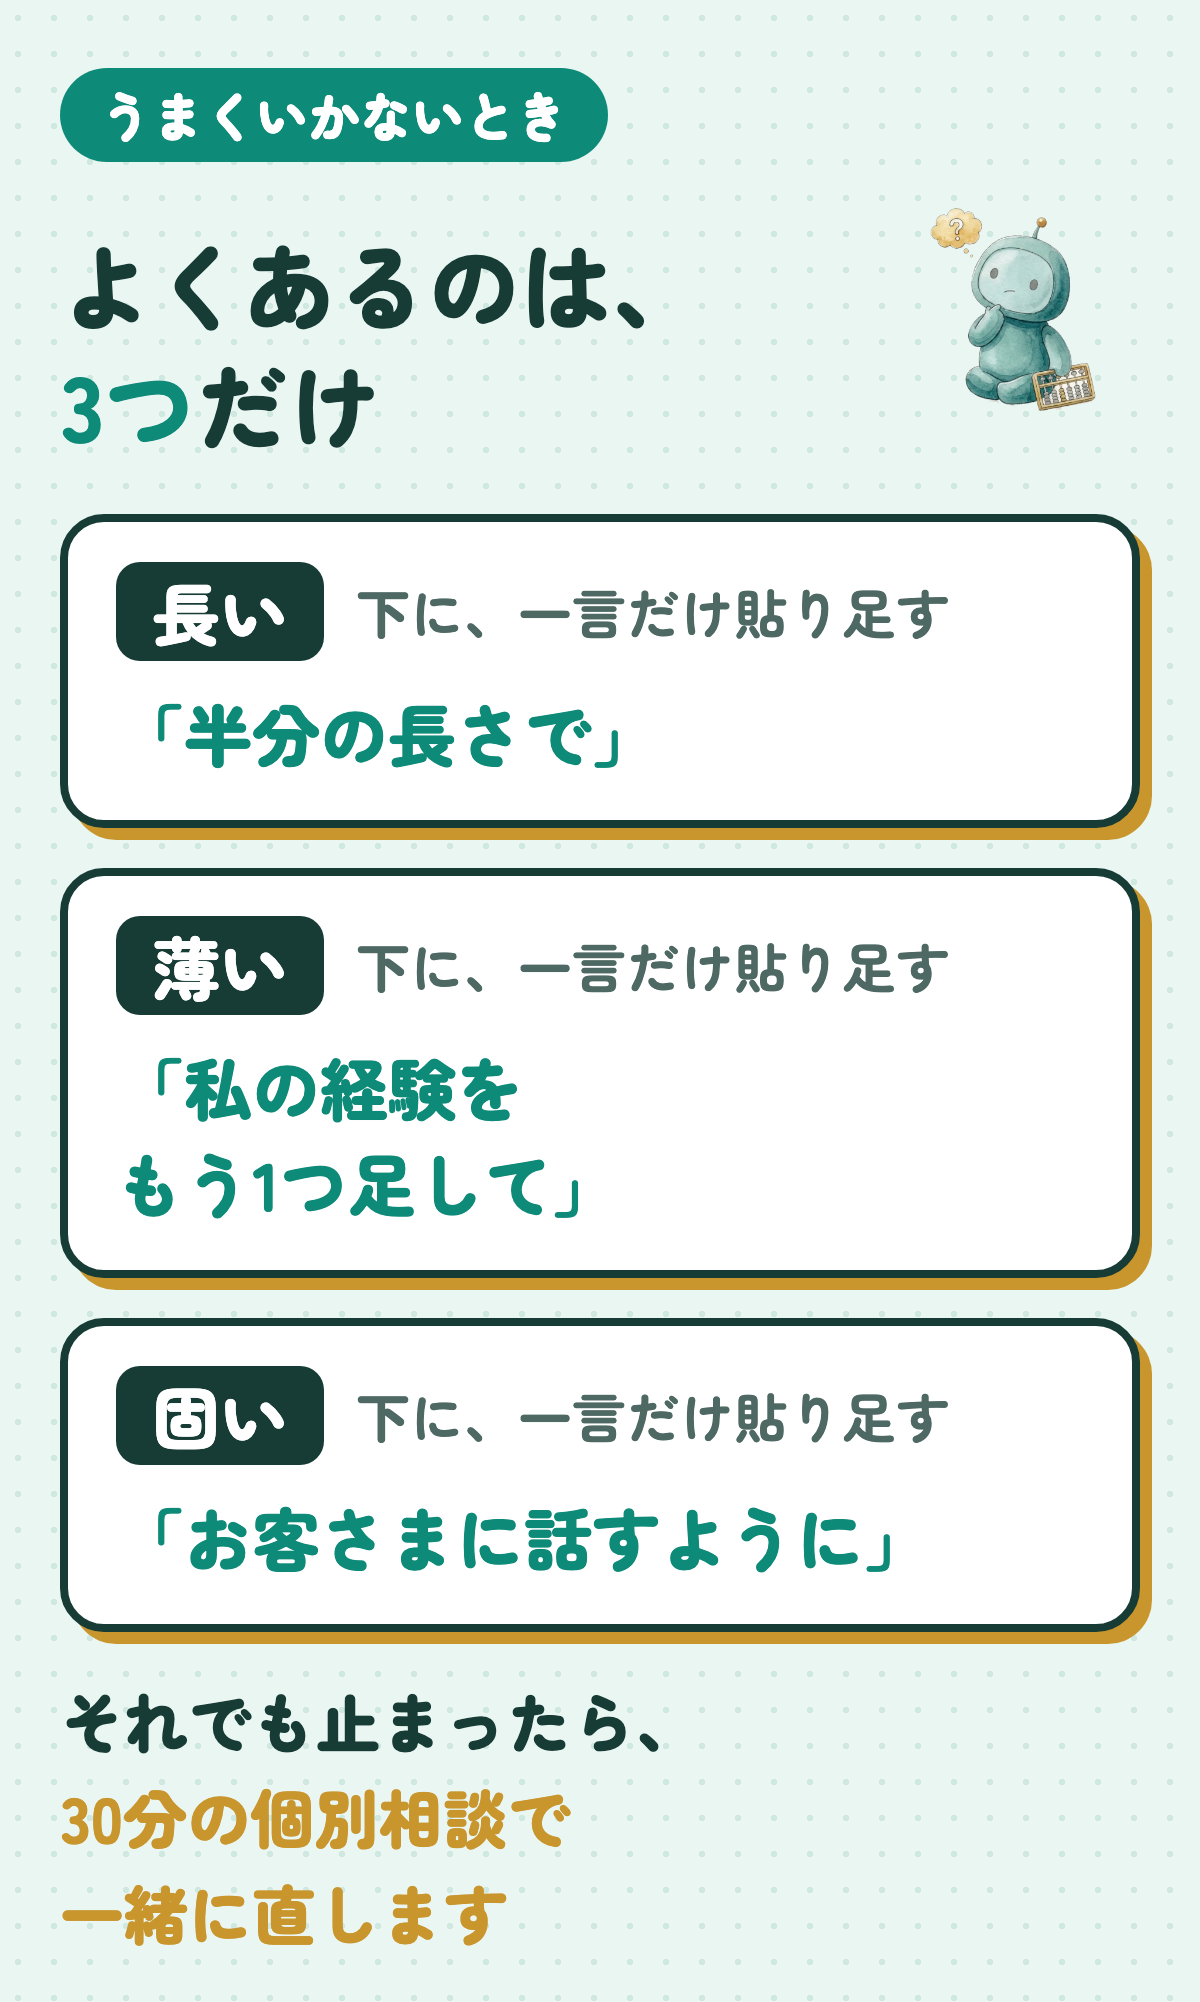 うまくいかないとき
よくあるのは、
3つだけ
?
長い 下に、一言だけ貼り足す
「半分の長さで」
薄い 下に、一言だけ貼り足す
「私の経験を
もう1つ足して」
固い 下に、一言だけ貼り足す
「お客さまに話すように」
それでも止まったら、
30分の個別相談で
一緒に直します